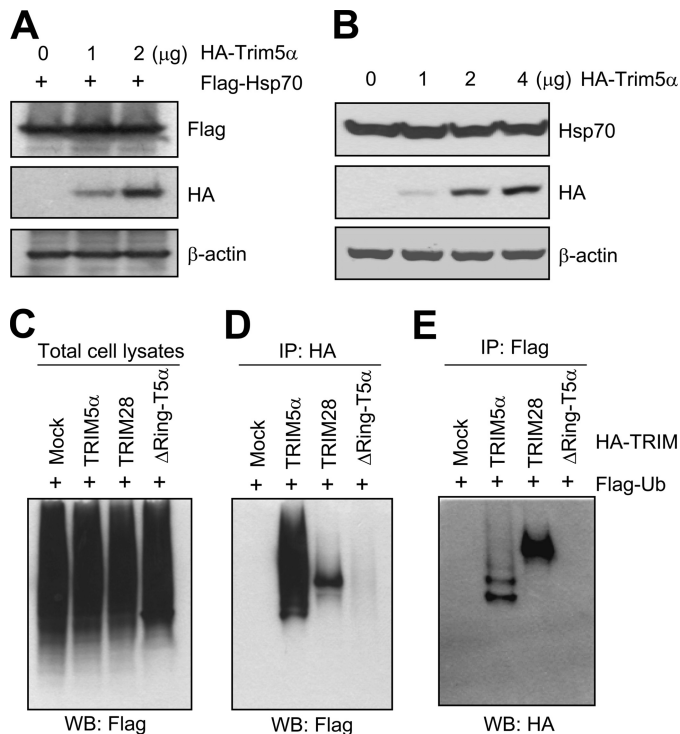 A
0 1 2 (μg) HA-Trim5α
+ + + Flag-Hsp70
Flag
HA
β-actin
B
0 1 2 4 (μg) HA-Trim5α
Hsp70
HA
β-actin
C
Total cell lysates
Mock
TRIM5α
TRIM28
ΔRing-T5α
+ + + +
WB: Flag
D
IP: HA
Mock
TRIM5α
TRIM28
ΔRing-T5α
+ + + +
WB: Flag
E
IP: Flag
Mock
TRIM5α
TRIM28
ΔRing-T5α
HA-TRIM
+ + + + Flag-Ub
WB: HA